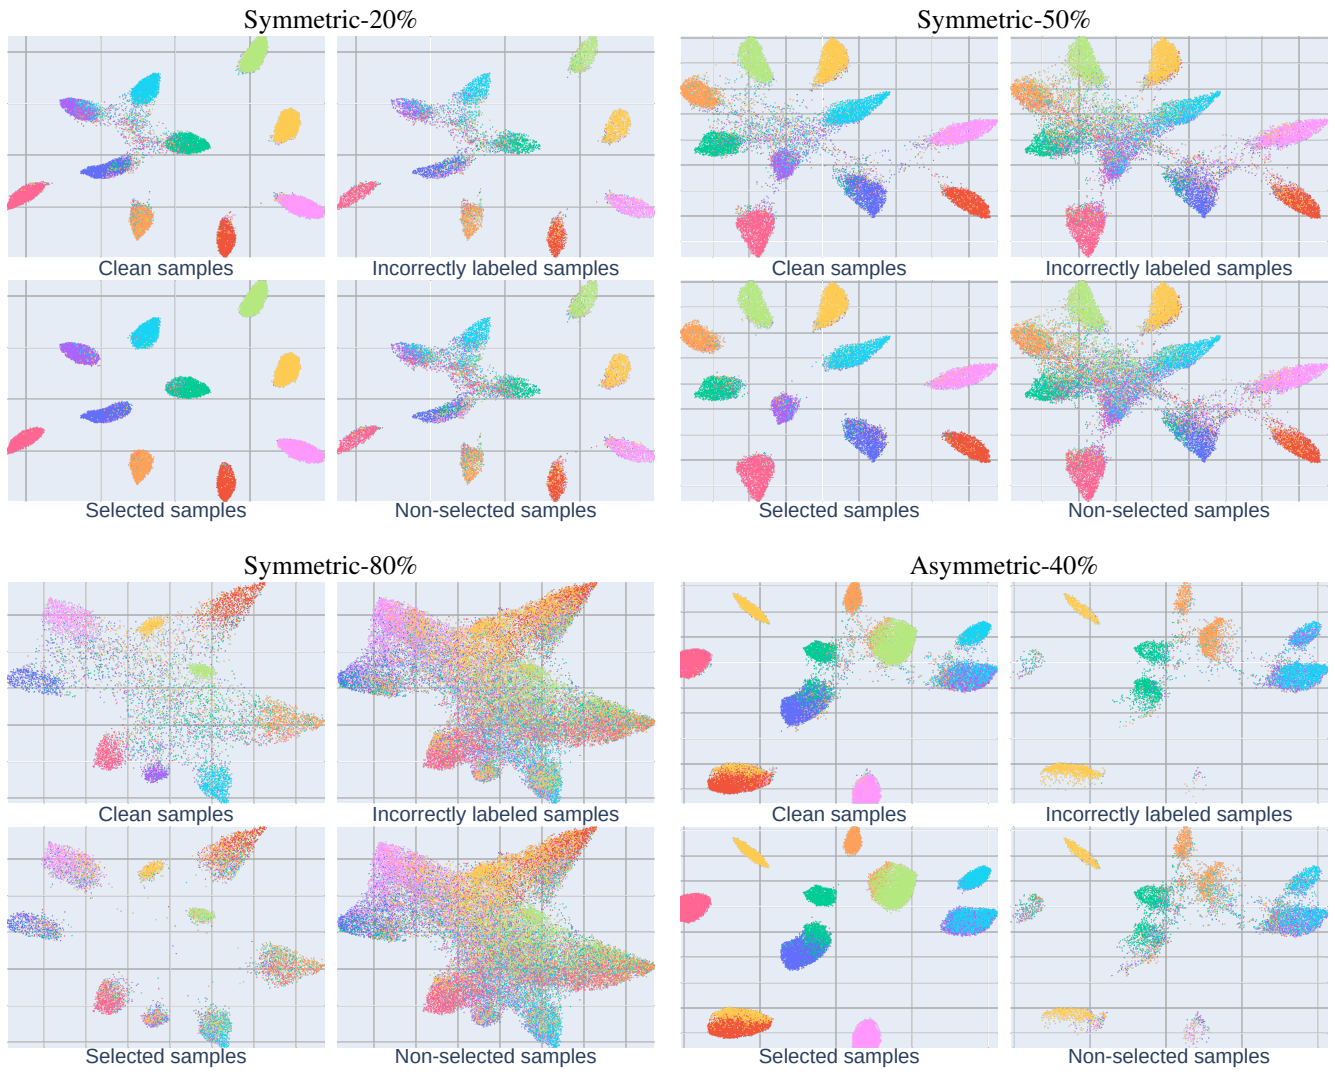 Symmetric-20%
Symmetric-50%
Clean samples
Incorrectly labeled samples
Clean samples
Incorrectly labeled samples
Selected samples
Non-selected samples
Selected samples
Non-selected samples
Symmetric-80%
Asymmetric-40%
Clean samples
Incorrectly labeled samples
Clean samples
Incorrectly labeled samples
Selected samples
Non-selected samples
Selected samples
Non-selected samples